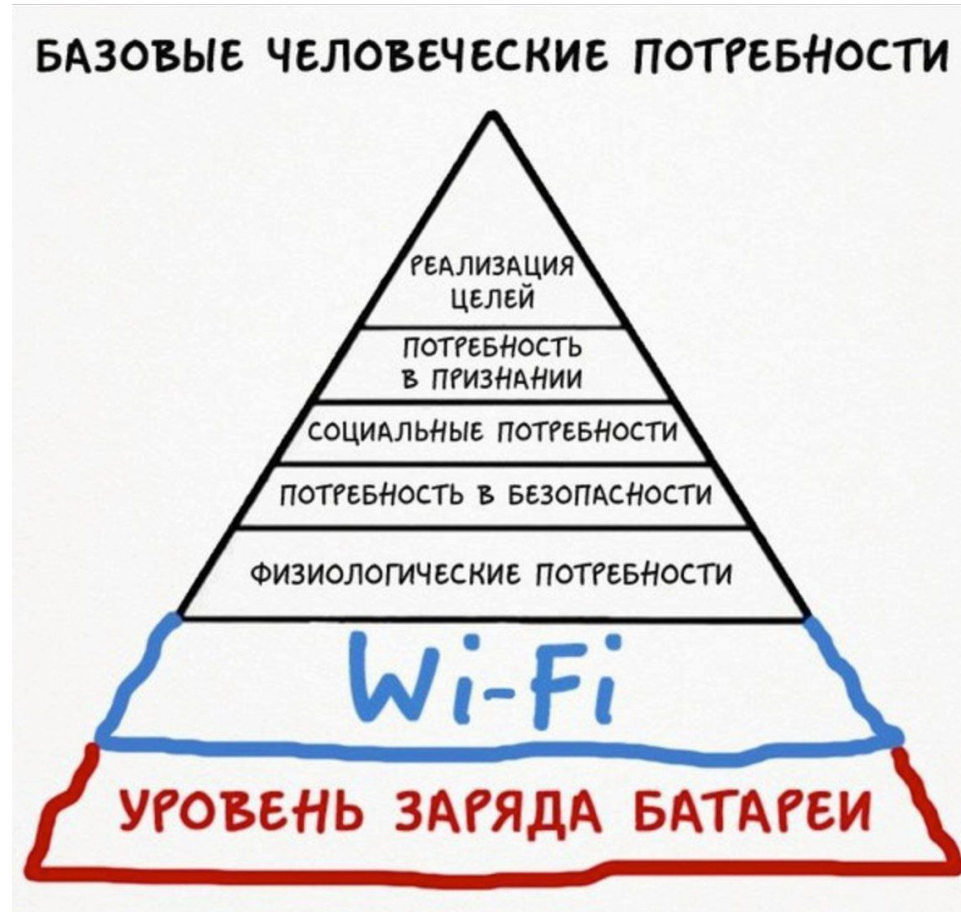 БАЗОВЫЕ ЧЕЛОВЕЧЕСКИЕ ПОТРЕБНОСТИ
РЕАЛИЗАЦИЯ
ЦЕЛЕЙ
ПОТРЕБНОСТЬ
В ПРИЗНАНИИ
СОЦИАЛЬНЫЕ ПОТРЕБНОСТИ
ПОТРЕБНОСТЬ В БЕЗОПАСНОСТИ
ФИЗИОЛОГИЧЕСКИЕ ПОТРЕБНОСТИ
Wi-Fi
УРОВЕНЬ ЗАРЯДА БАТАРЕИ